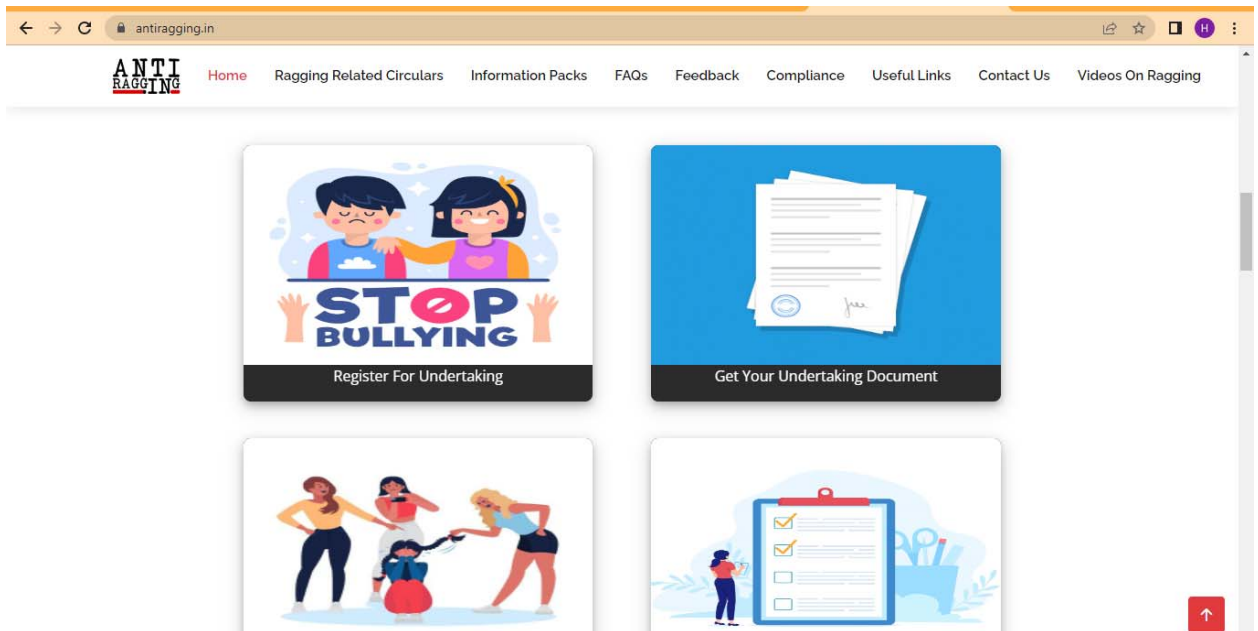 antiragging.in
H
ANTI
RAGGING
Home Ragging Related Circulars Information Packs FAQs Feedback Compliance Useful Links Contact Us Videos On Ragging
STOP
BULLYING
Register For Undertaking
Get Your Undertaking Document